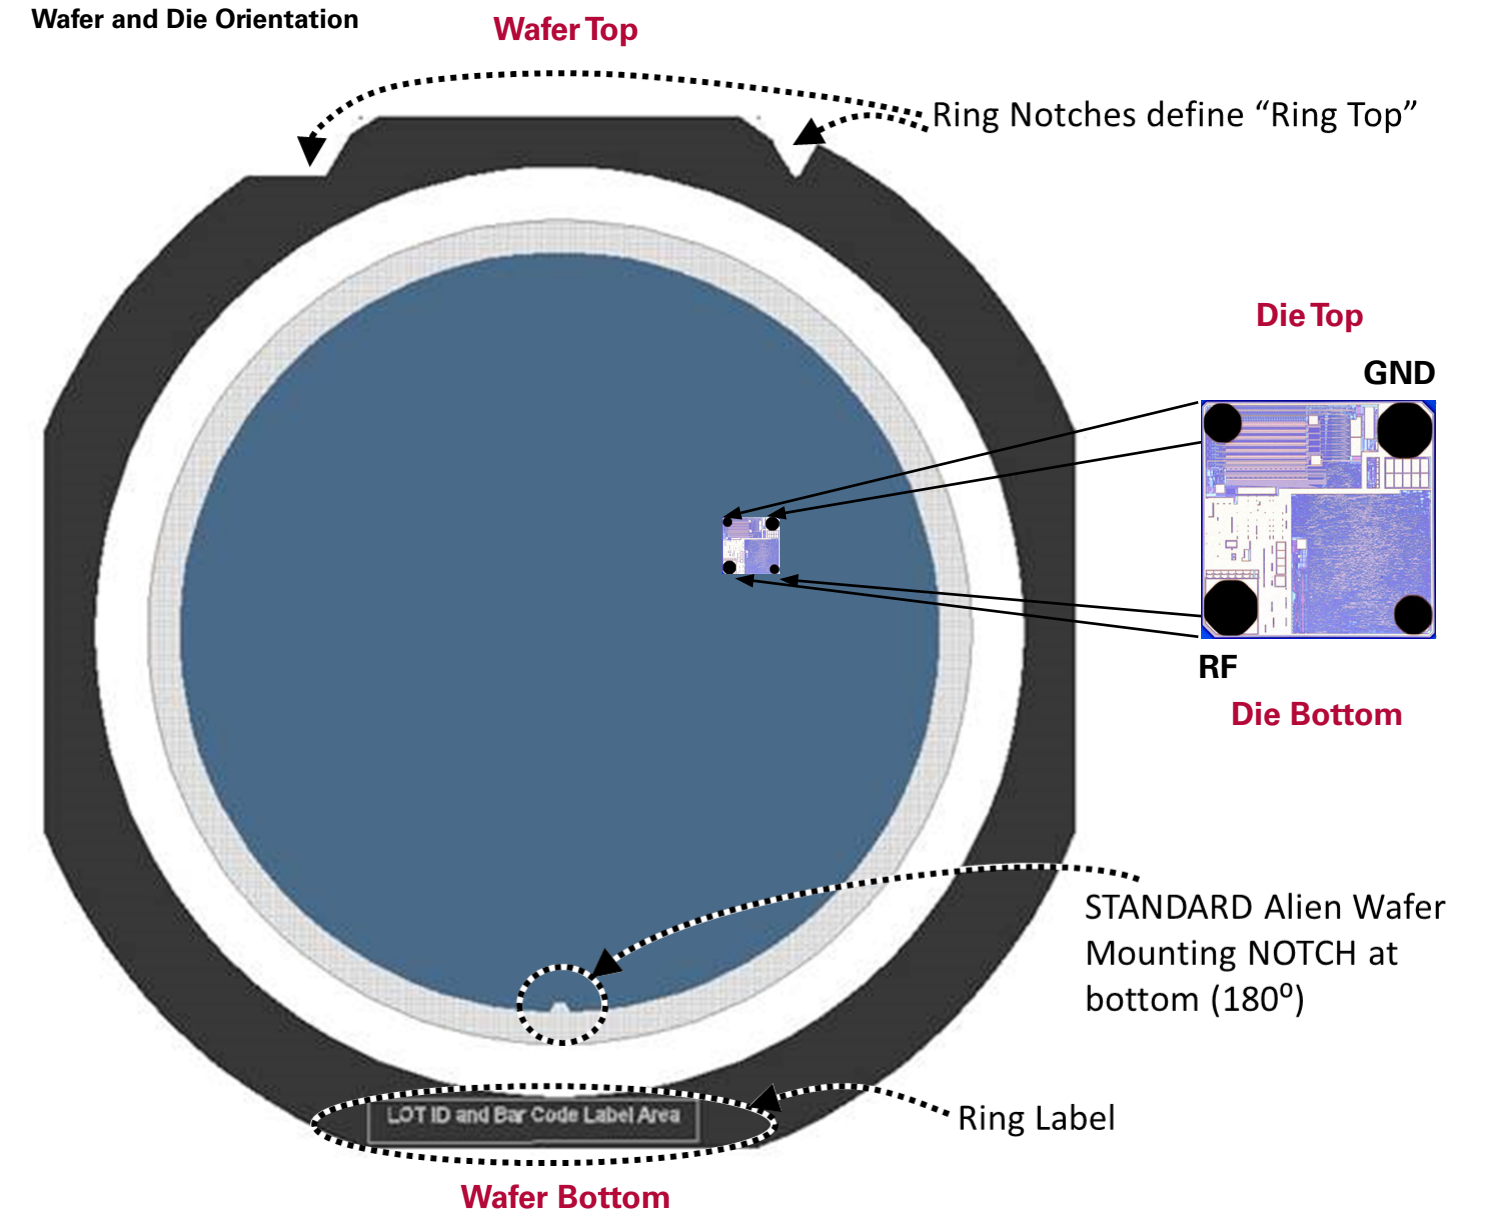 Wafer and Die Orientation
Wafer Top
Ring Notches define “Ring Top”
Die Top
GND
RF
Die Bottom
STANDARD Alien Wafer
Mounting NOTCH at
bottom (180⁰)
LOT ID and Bar Code Label Area
Ring Label
Wafer Bottom